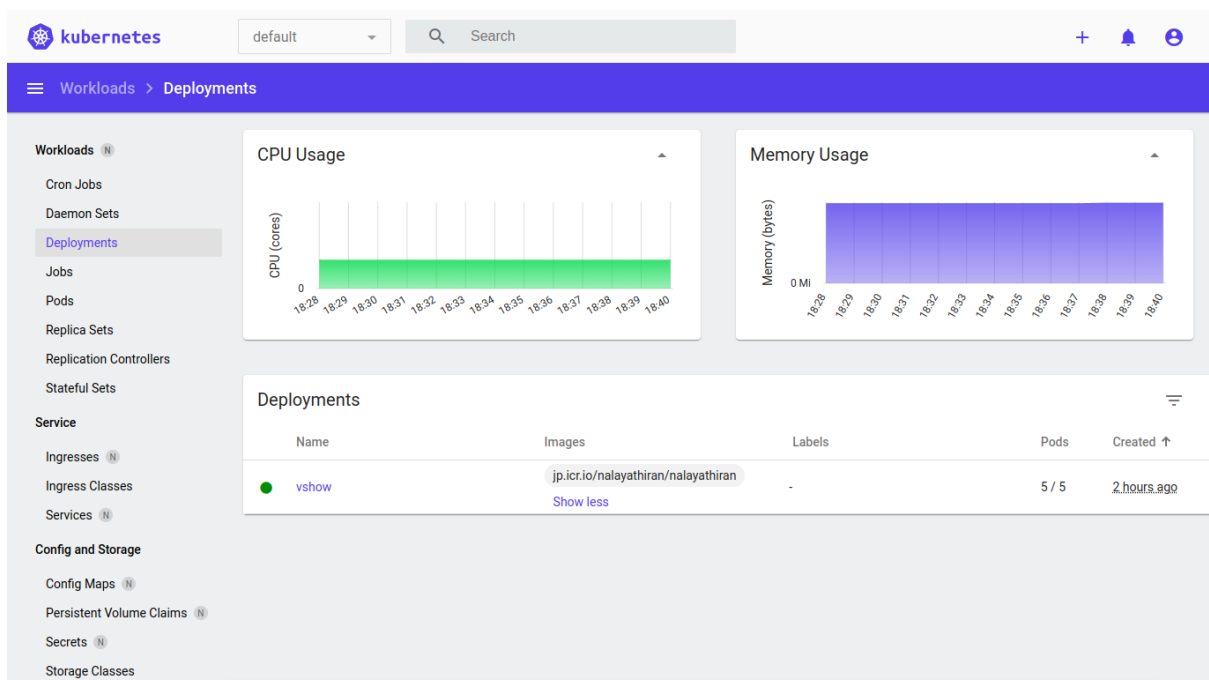 kubernetes
default
Search
Workloads > Deployments
Workloads N
Cron Jobs
Daemon Sets
Deployments
Jobs
Pods
Replica Sets
Replication Controllers
Stateful Sets
Service
Ingresses N
Ingress Classes
Services N
Config and Storage
Config Maps N
Persistent Volume Claims N
Secrets N
Storage Classes
CPU Usage
CPU (cores)
0
18:28 18:29 18:30 18:31 18:32 18:33 18:34 18:35 18:36 18:37 18:38 18:39 18:40
Memory Usage
Memory (bytes)
0 Mi
18:28 18:29 18:30 18:31 18:32 18:33 18:34 18:35 18:36 18:37 18:38 18:39 18:40
Deployments
Name Images Labels Pods Created ↑
jp.icr.io/nalayathiran/nalayathiran
vshow - 5 / 5 2 hours ago
Show less